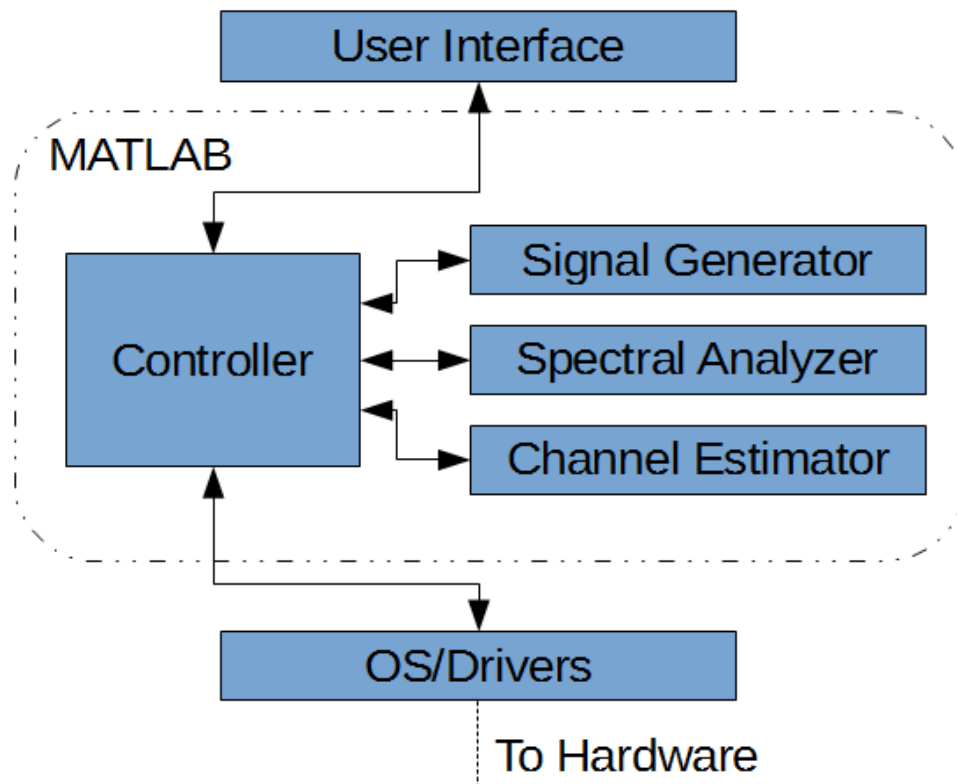 User Interface
MATLAB
Controller
Signal Generator
Spectral Analyzer
Channel Estimator
OS/Drivers
To Hardware